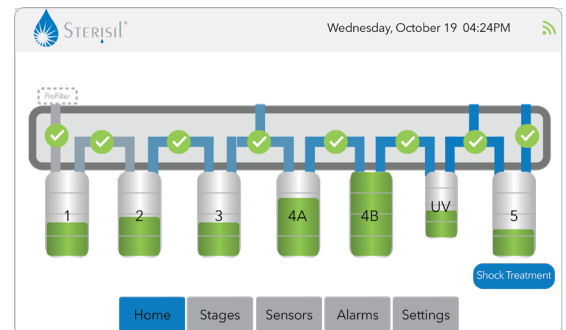 STERISIL®
Wednesday, October 19 04:24PM
PreFilter
1 2 3 4A 4B UV 5
Shock Treatment
Home Stages Sensors Alarms Settings